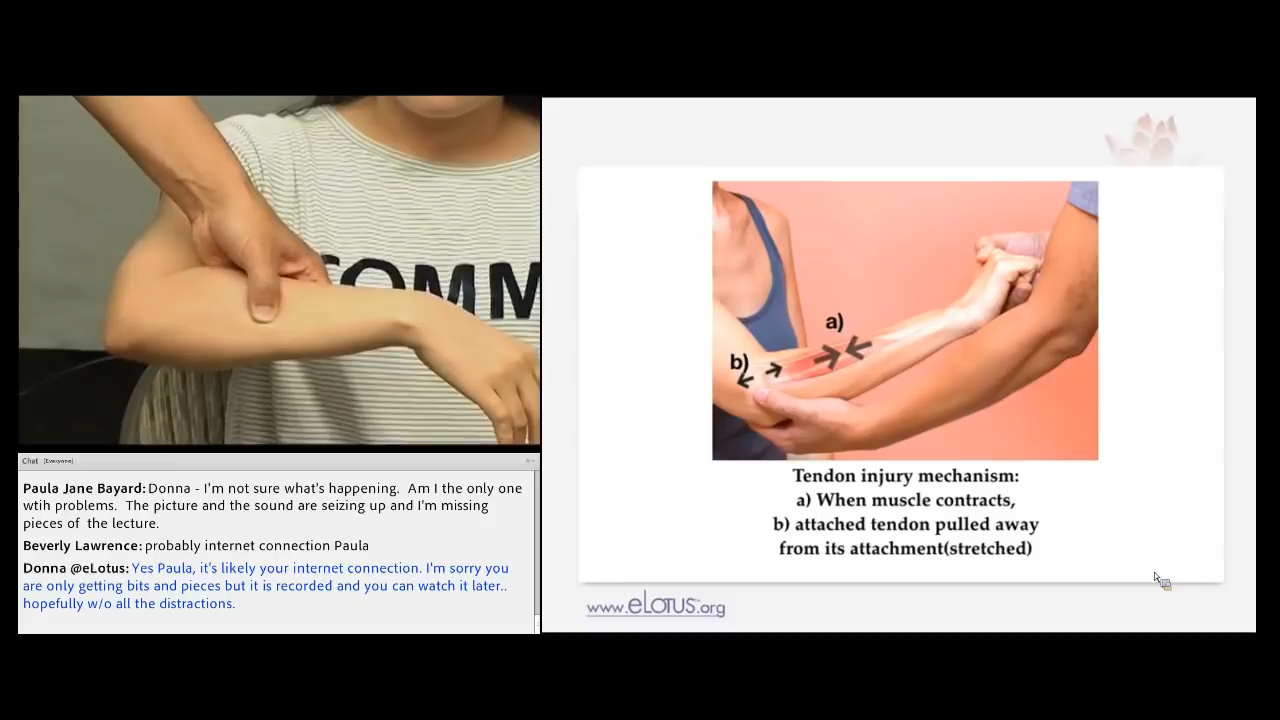 COMM
Chat (Everyone)
Paula Jane Bayard: Donna - I'm not sure what's happening. Am I the only one
wtih problems. The picture and the sound are seizing up and I'm missing
pieces of the lecture.
Beverly Lawrence: probably internet connection Paula
Donna @eLotus: Yes Paula, it's likely your internet connection. I'm sorry you
are only getting bits and pieces but it is recorded and you can watch it later..
hopefully w/o all the distractions.
a)
b)
Tendon injury mechanism:
a) When muscle contracts,
b) attached tendon pulled away
from its attachment(stretched)
www.eLOTUS.org